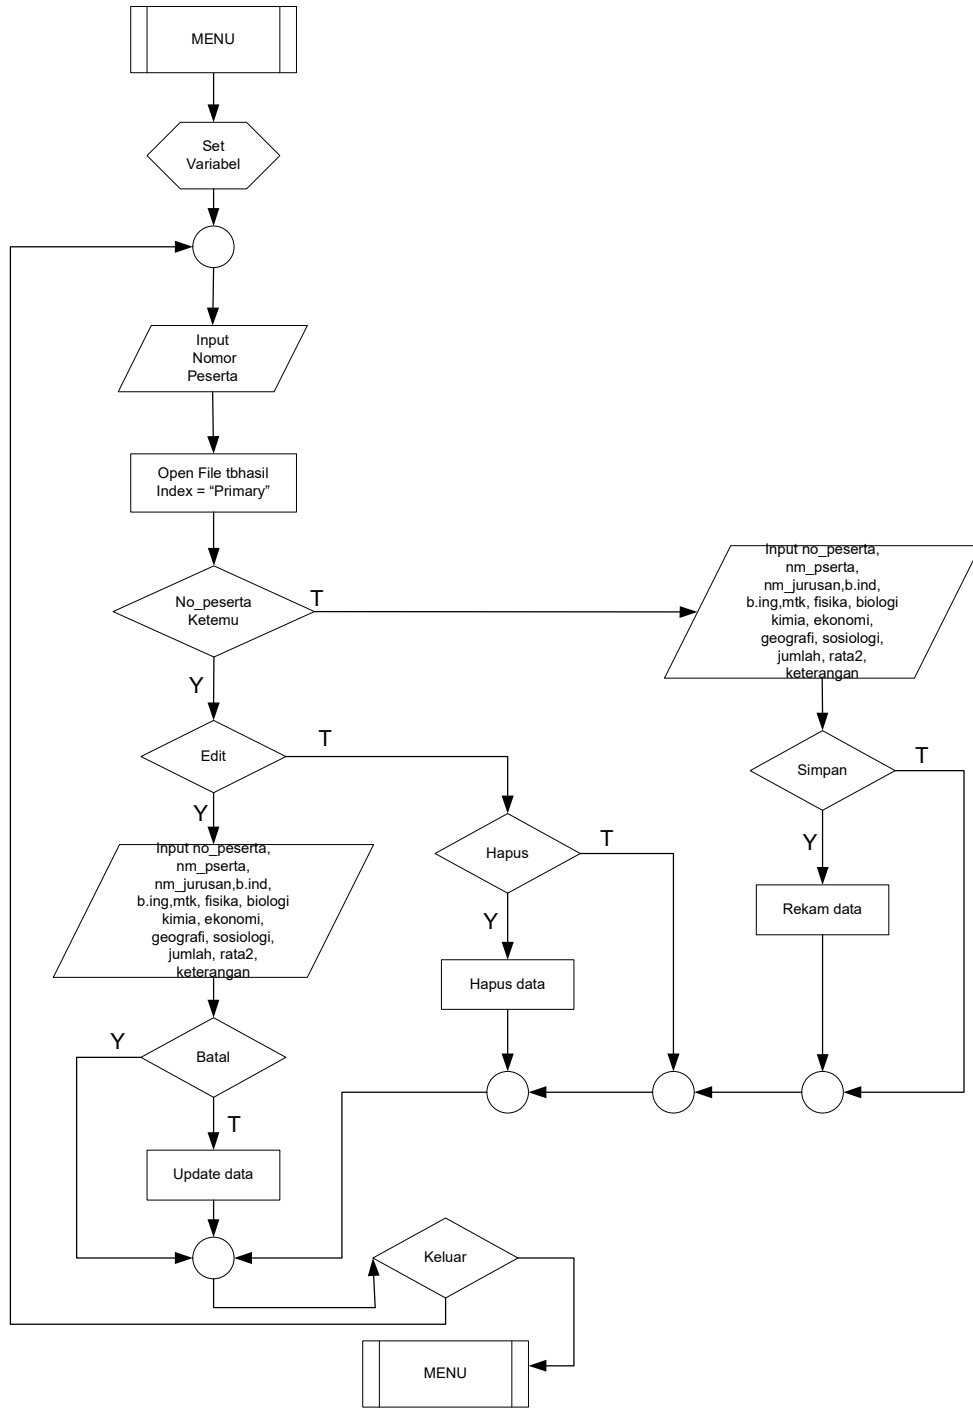 MENU
Set
Variabel
Input
Nomor
Peserta
Open File tbhasil
Index = “Primary”
No_peserta
Ketemu
T
Y
Input no_peserta,
nm_pserta,
nm_jurusan,b.ind,
b.ing,mtk, fisika, biologi
kimia, ekonomi,
geografi, sosiologi,
jumlah, rata2,
keterangan
Edit
T
Y
Simpan
T
Y
Hapus
T
Y
Input no_peserta,
nm_pserta,
nm_jurusan,b.ind,
b.ing,mtk, fisika, biologi
kimia, ekonomi,
geografi, sosiologi,
jumlah, rata2,
keterangan
Rekam data
Hapus data
Batal
Y
T
Update data
Keluar
MENU